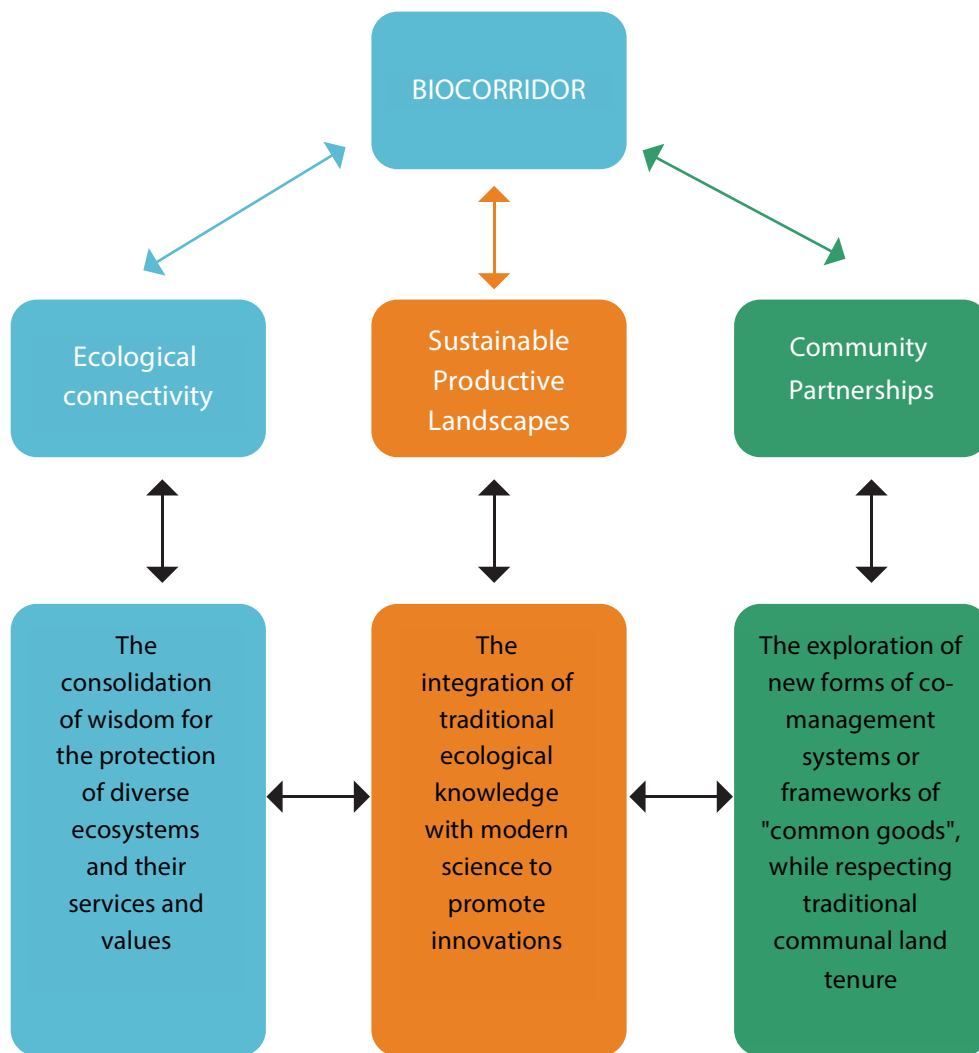 BIOCORRIDOR
Ecological
connectivity
Sustainable
Productive
Landscapes
Community
Partnerships
The
consolidation
of wisdom for
the protection
of diverse
ecosystems
and their
services and
values
The
integration of
traditional
ecological
knowledge
with modern
science to
promote
innovations
The exploration of
new forms of co-
management
systems or
frameworks of
"common goods",
while respecting
traditional
communal land
tenure